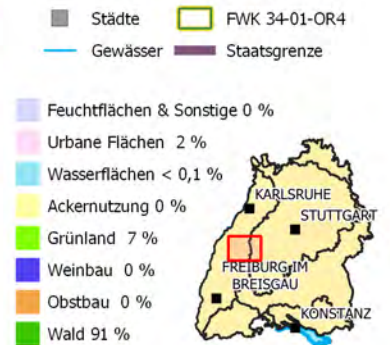 Städte FWK 34-01-OR4
Gewässer Staatsgrenze
Feuchtflächen & Sonstige 0 %
Urbane Flächen 2 %
Wasserflächen < 0,1 %
Ackernutzung 0 %
Grünland 7 %
Weinbau 0 %
Obstbau 0 %
Wald 91 %
KARLSRUHE
STUTTGART
FREIBURG IM
BREISGAU
KONSTANZ